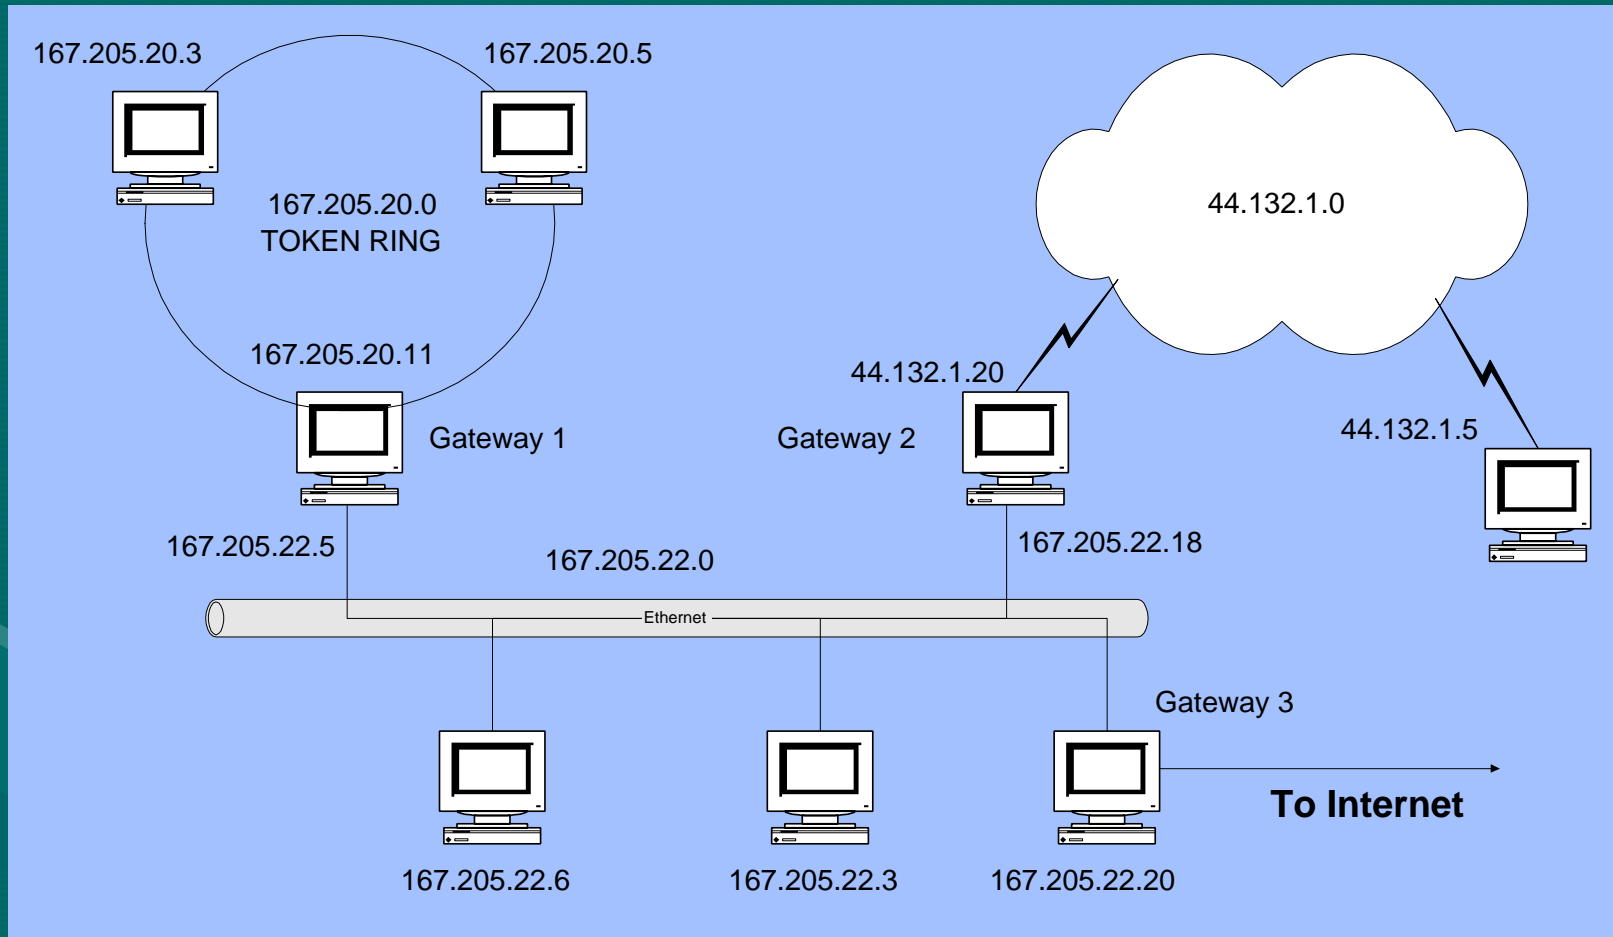 167.205.20.3
167.205.20.5
167.205.20.0
TOKEN RING
44.132.1.0
167.205.20.11
44.132.1.20
Gateway 1
Gateway 2
44.132.1.5
167.205.22.5
167.205.22.0
167.205.22.18
Ethernet
Gateway 3
To Internet
167.205.22.6
167.205.22.3
167.205.22.20